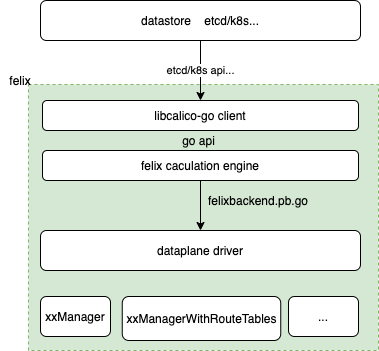 datastore etcd/k8s...
etcd/k8s api...
felix
libcalico-go client
go api
felix caculation engine
felixbackend.pb.go
dataplane driver
xxManager
xxManagerWithRouteTables
...